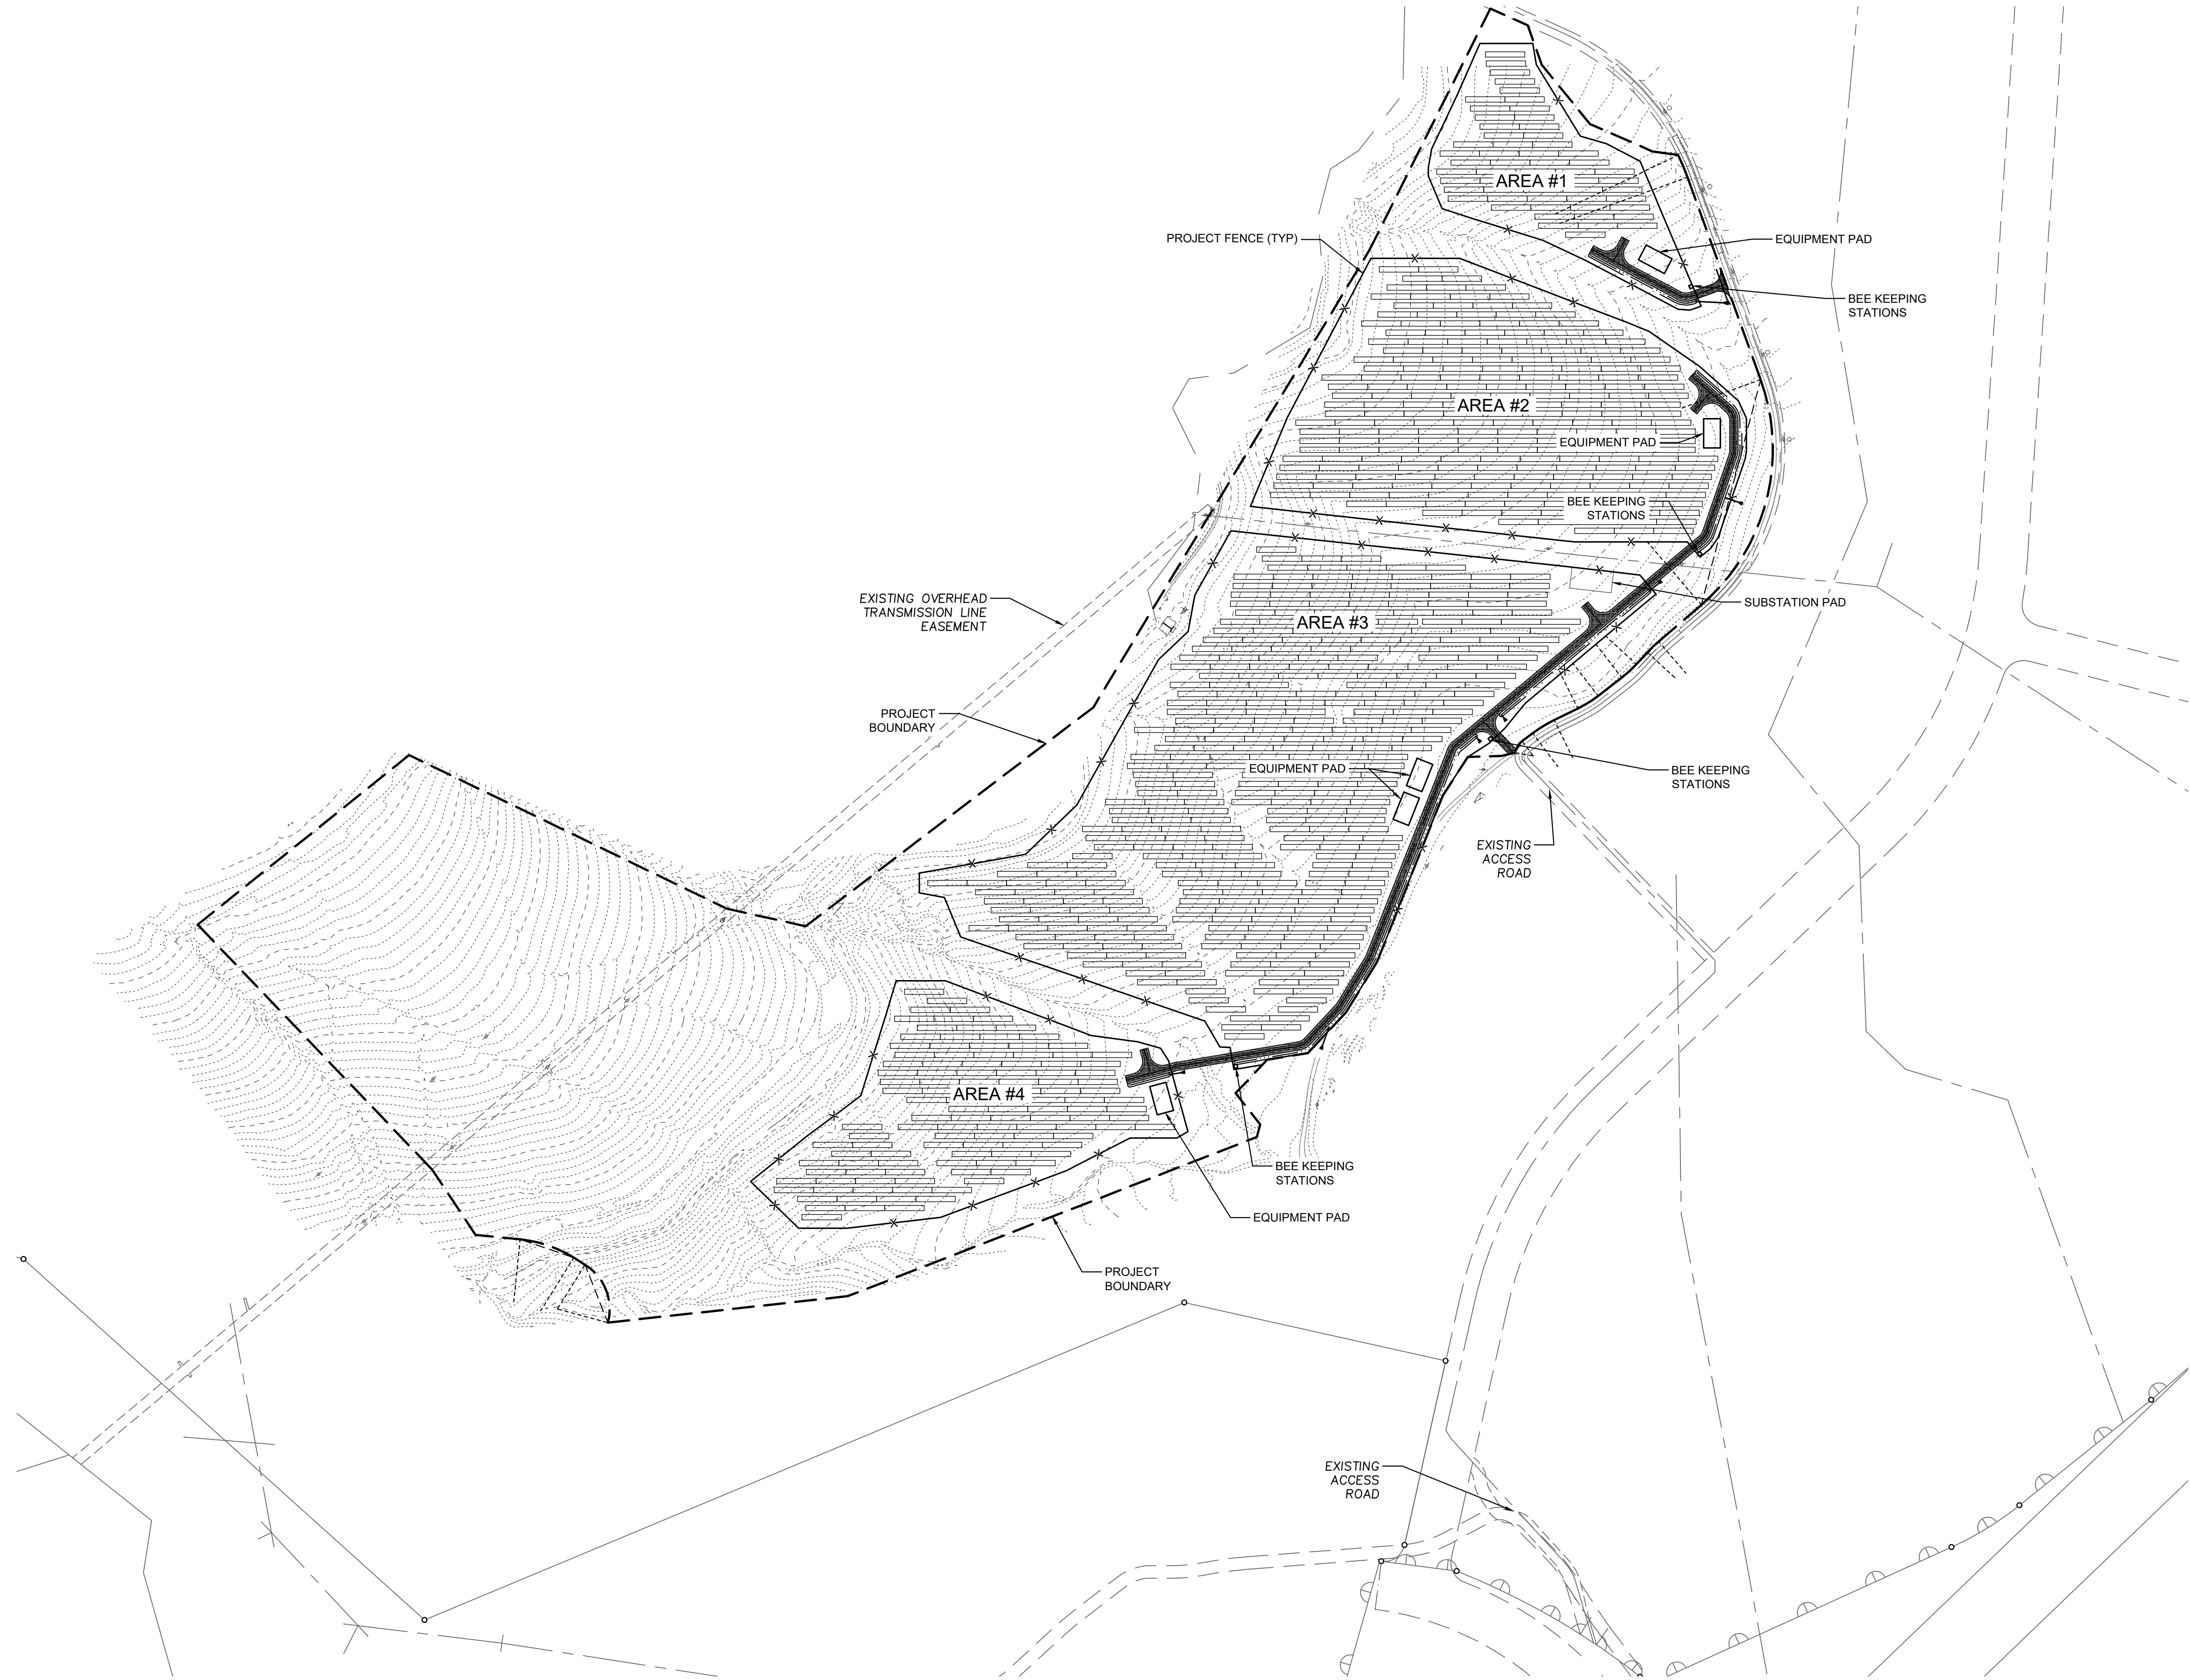 AREA #1
PROJECT FENCE (TYP)
EQUIPMENT PAD
BEE KEEPING
STATIONS
AREA #2
EQUIPMENT PAD
BEE KEEPING
STATIONS
EXISTING OVERHEAD
TRANSMISSION LINE
EASEMENT
SUBSTATION PAD
AREA #3
PROJECT
BOUNDARY
EQUIPMENT PAD
BEE KEEPING
STATIONS
EXISTING
ACCESS
ROAD
AREA #4
BEE KEEPING
STATIONS
EQUIPMENT PAD
PROJECT
BOUNDARY
EXISTING
ACCESS
ROAD